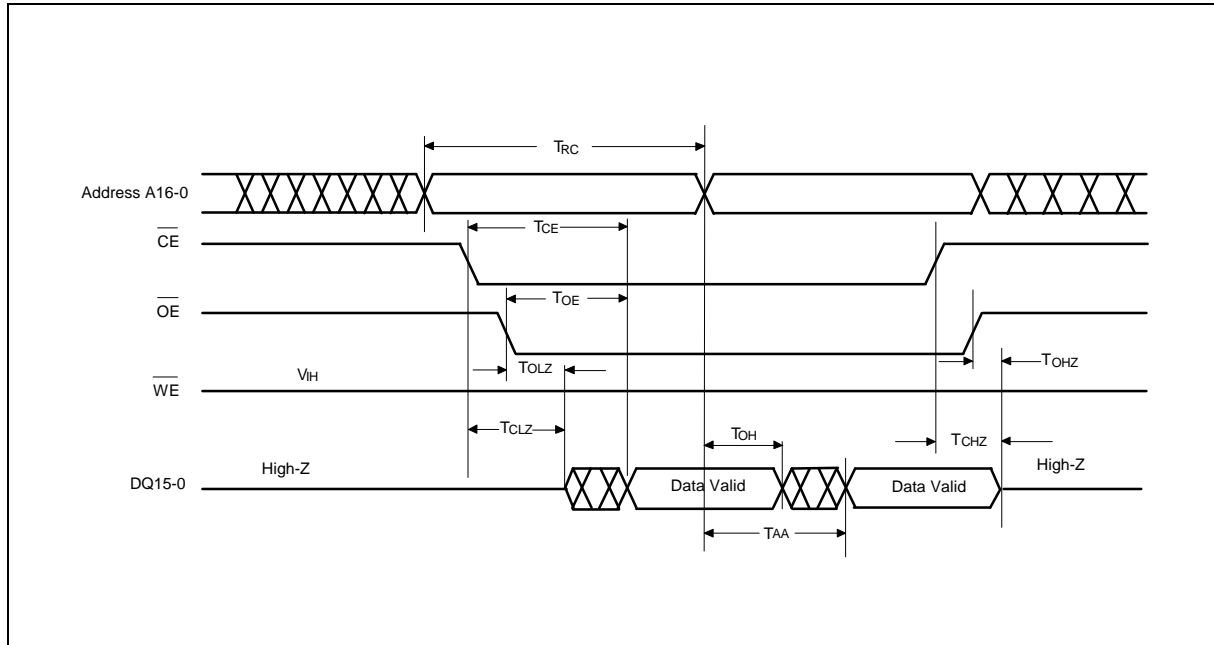 TRC
Address A16-0
TCE
CE
TOE
OE
TOLZ
TOHZ
VIH
WE
TCLZ
TOH
TCHZ
High-Z
High-Z
DQ15-0
Data Valid
Data Valid
TAA